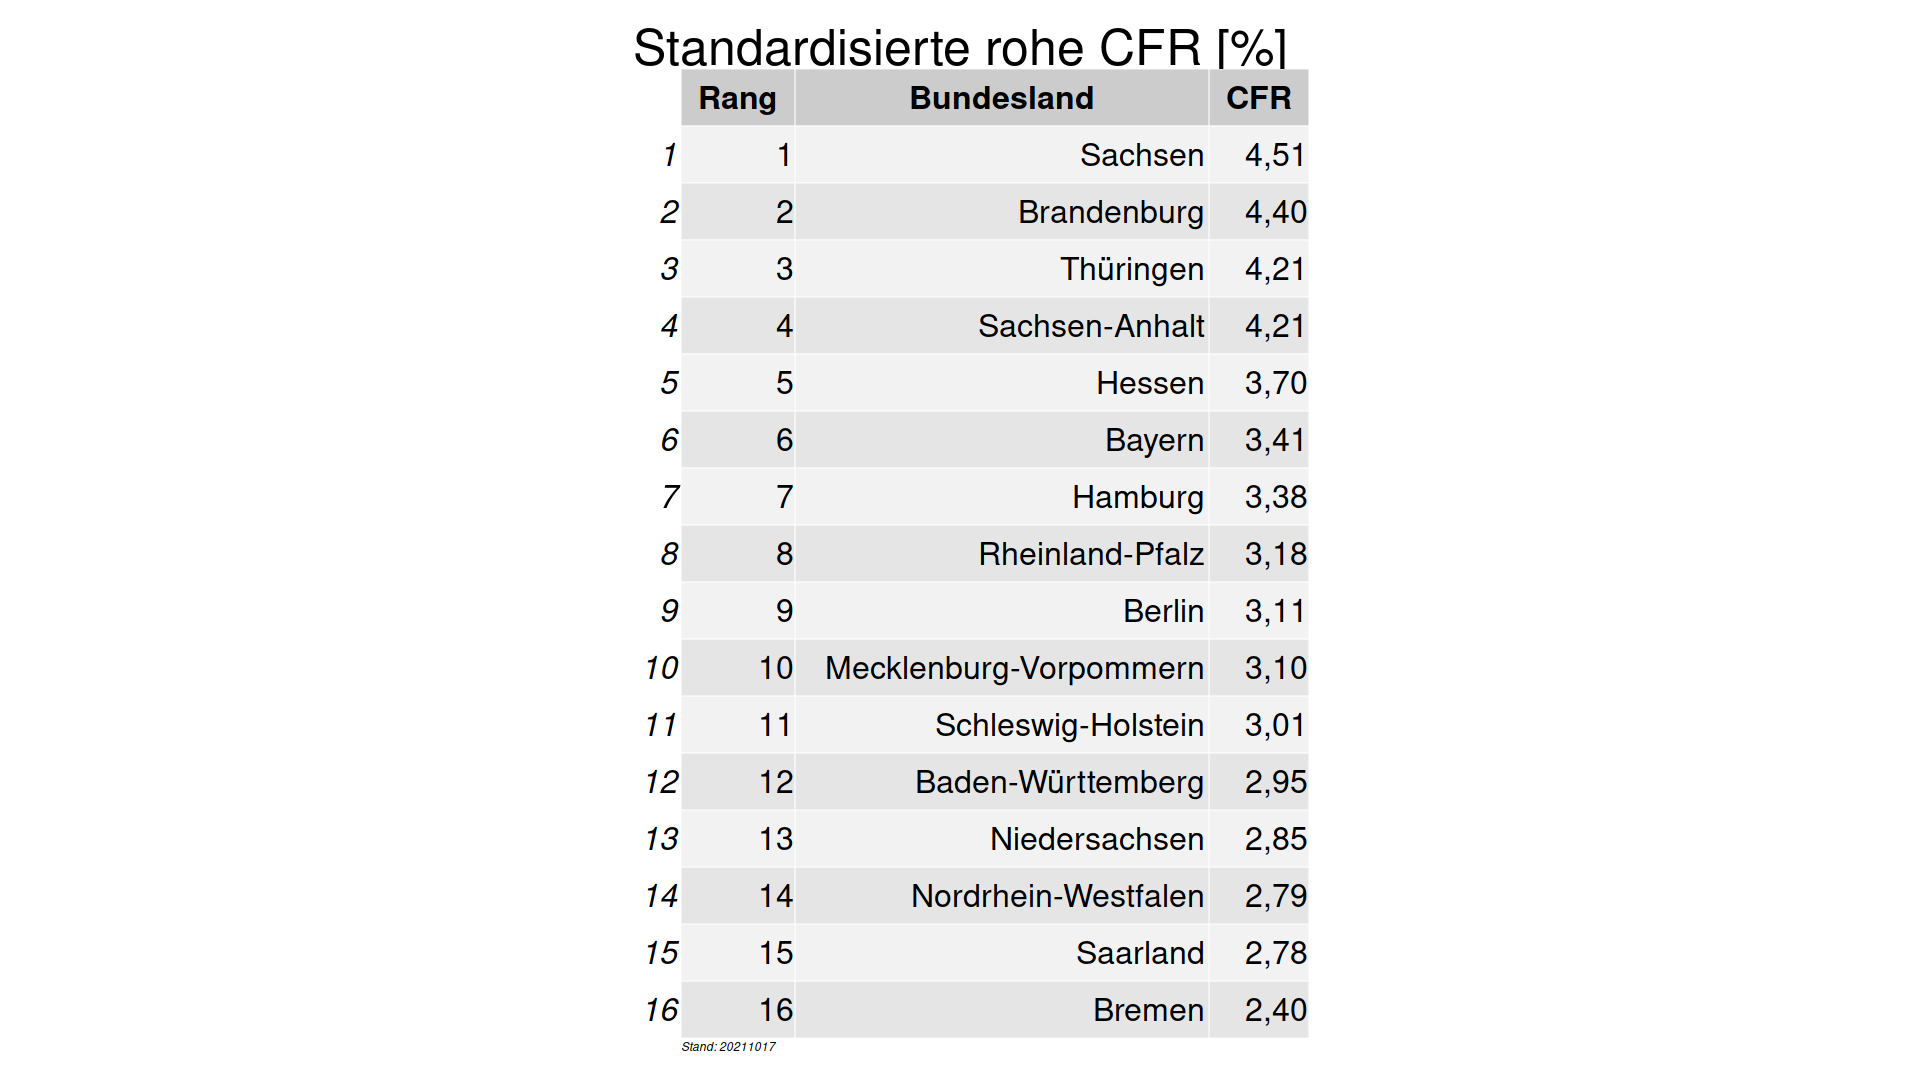 Standardisierte rohe CFR [%]
Rang Bundesland CFR
1 1 Sachsen 4,51
2 2 Brandenburg 4,40
3 3 Thüringen 4,21
4 4 Sachsen-Anhalt 4,21
5 5 Hessen 3,70
6 6 Bayern 3,41
7 7 Hamburg 3,38
8 8 Rheinland-Pfalz 3,18
9 9 Berlin 3,11
10 10 Mecklenburg-Vorpommern 3,10
11 11 Schleswig-Holstein 3,01
12 12 Baden-Württemberg 2,95
13 13 Niedersachsen 2,85
14 14 Nordrhein-Westfalen 2,79
15 15 Saarland 2,78
16 16 Bremen 2,40
Stand: 20211017